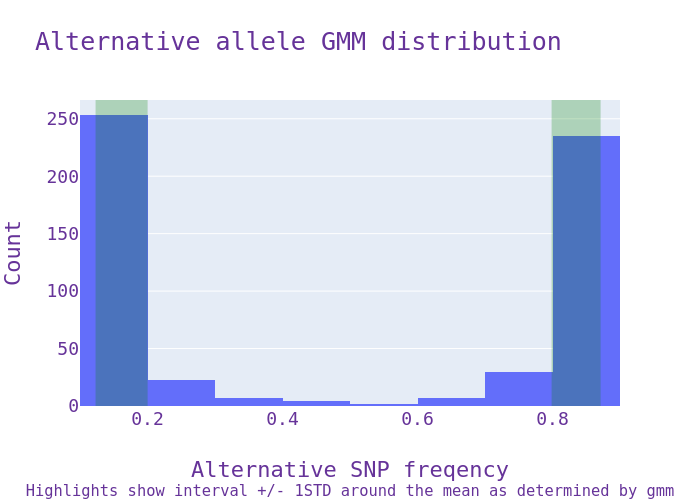 Alternative allele GMM distribution
250
200
150
100
50
0
Count
0.2 0.4 0.6 0.8
Alternative SNP freqency
Highlights show interval +/- 1STD around the mean as determined by gmm